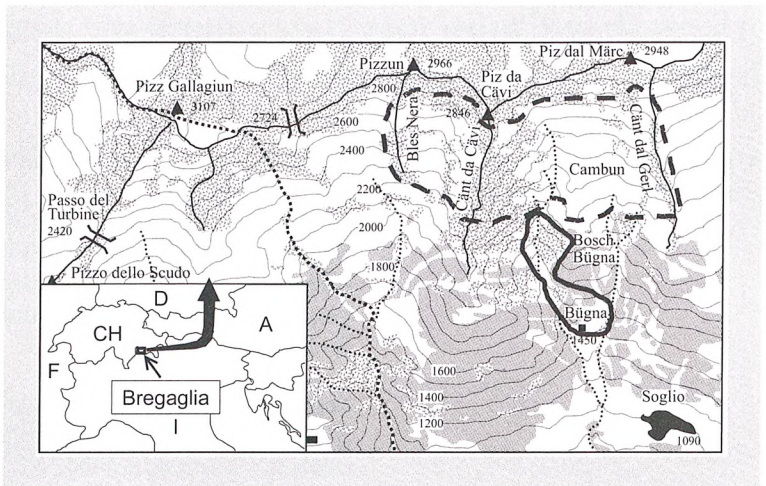 Piz dal Märc
2948
Pizzun
2966
Piz da
Cävi
2846
Pizz Gallagiun
3107
2724
2800
2600
2400
2200
2000
1800
Bles Nera
Cänt da Cävi
Cänt dal Gerl
Cambun
Passo del
Turbine
2420
Pizzo dello Scudo
Bosch
Bügna
Bügna
1450
1600
1400
1200
Soglio
1090
D
CH
A
F
Bregaglia
I